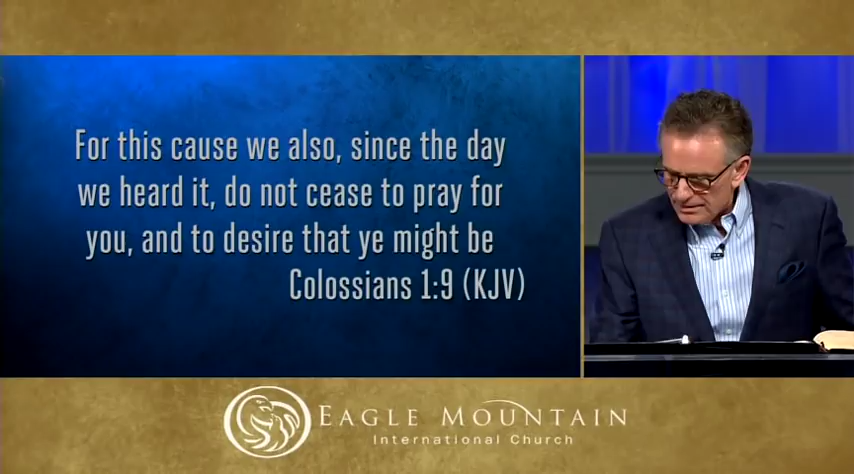 For this cause we also, since the day
we heard it, do not cease to pray for
you, and to desire that ye might be
Colossians 1:9 (KJV)
EAGLE MOUNTAIN
International Church